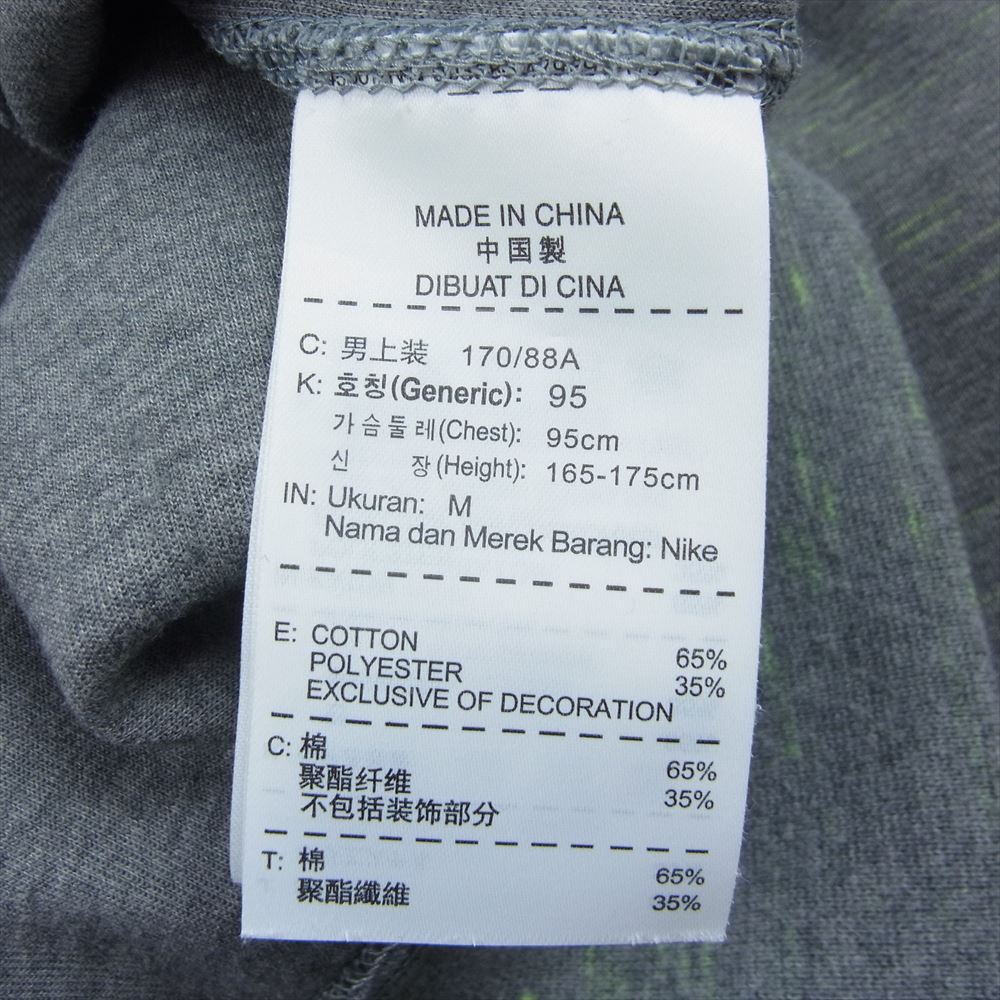 MADE IN CHINA
中国製
DIBUAT DI CINA
C: 男上装 170/88A
K: 호칭(Generic): 95
가슴둘레(Chest): 95cm
신 장(Height): 165-175cm
IN: Ukuran: M
Nama dan Merek Barang: Nike
E: COTTON 65%
POLYESTER 35%
EXCLUSIVE OF DECORATION
C: 棉 65%
聚酯纤维 35%
不包括装饰部分
T: 棉 65%
聚酯纖維 35%